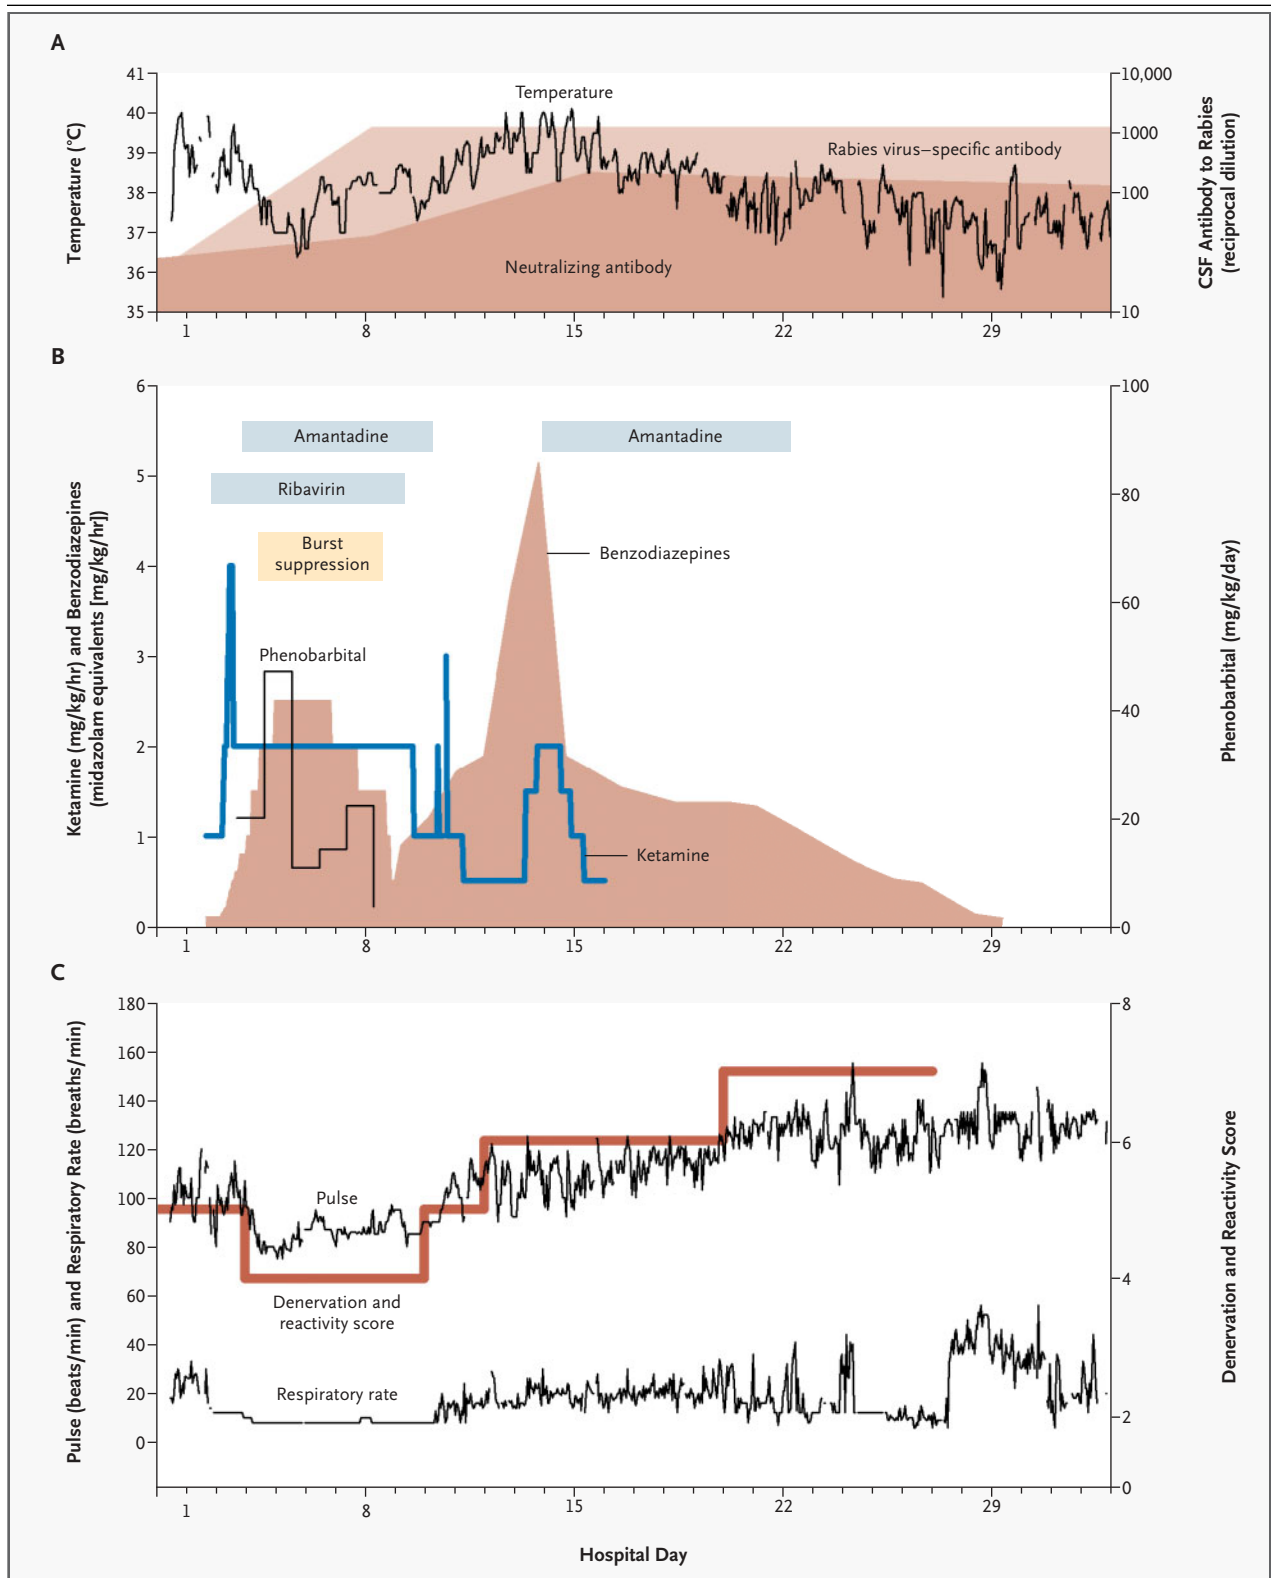 A
41
40
39
38
37
36
35
Temperature (°C)
Temperature
Rabies virus–specific antibody
Neutralizing antibody
10,000
1000
100
10
CSF Antibody to Rabies
(reciprocal dilution)
1
8
15
22
29
B
6
5
4
3
2
1
0
Ketamine (mg/kg/hr) and Benzodiazepines
(midazolam equivalents [mg/kg/hr])
Amantadine
Amantadine
Ribavirin
Burst
suppression
Benzodiazepines
Phenobarbital
Ketamine
100
80
60
40
20
0
Phenobarbital (mg/kg/day)
1
8
15
22
29
C
180
160
140
120
100
80
60
40
20
0
Pulse (beats/min) and Respiratory Rate (breaths/min)
Pulse
Denervation and
reactivity score
Respiratory rate
8
6
4
2
0
Denervation and Reactivity Score
1
8
15
22
29
Hospital Day